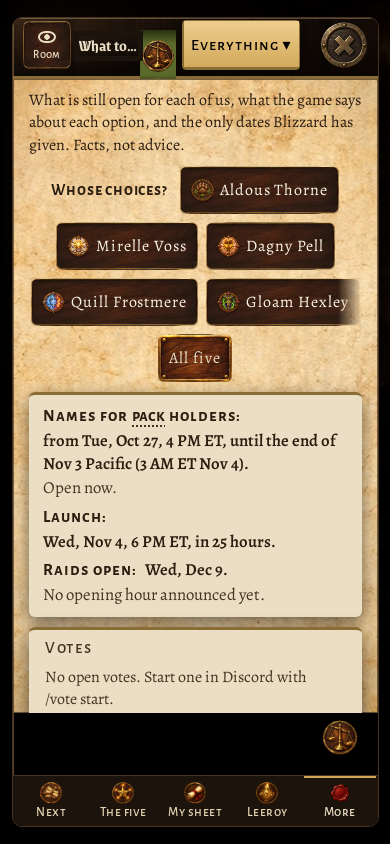 Room
What to...
Everything ▾
What is still open for each of us, what the game says
about each option, and the only dates Blizzard has
given. Facts, not advice.
Whose choices?
Aldous Thorne
Mirelle Voss
Dagny Pell
Quill Frostmere
Gloam Hexley
All five
Names for pack holders:
from Tue, Oct 27, 4 PM ET, until the end of
Nov 3 Pacific (3 AM ET Nov 4).
Open now.
Launch:
Wed, Nov 4, 6 PM ET, in 25 hours.
Raids open: Wed, Dec 9.
No opening hour announced yet.
Votes
No open votes. Start one in Discord with
/vote start.
Next
The five
My sheet
Leeroy
More